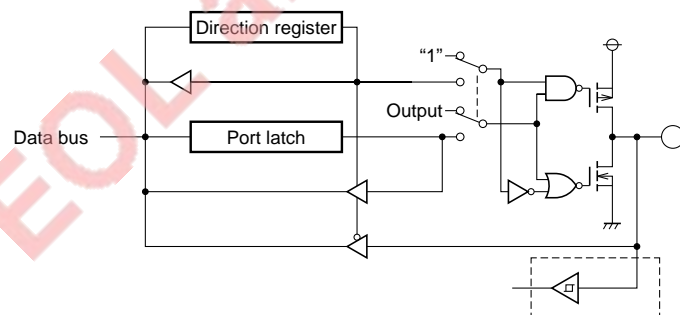 Direction register
“1”
Output
Data bus
Port latch
EOL a